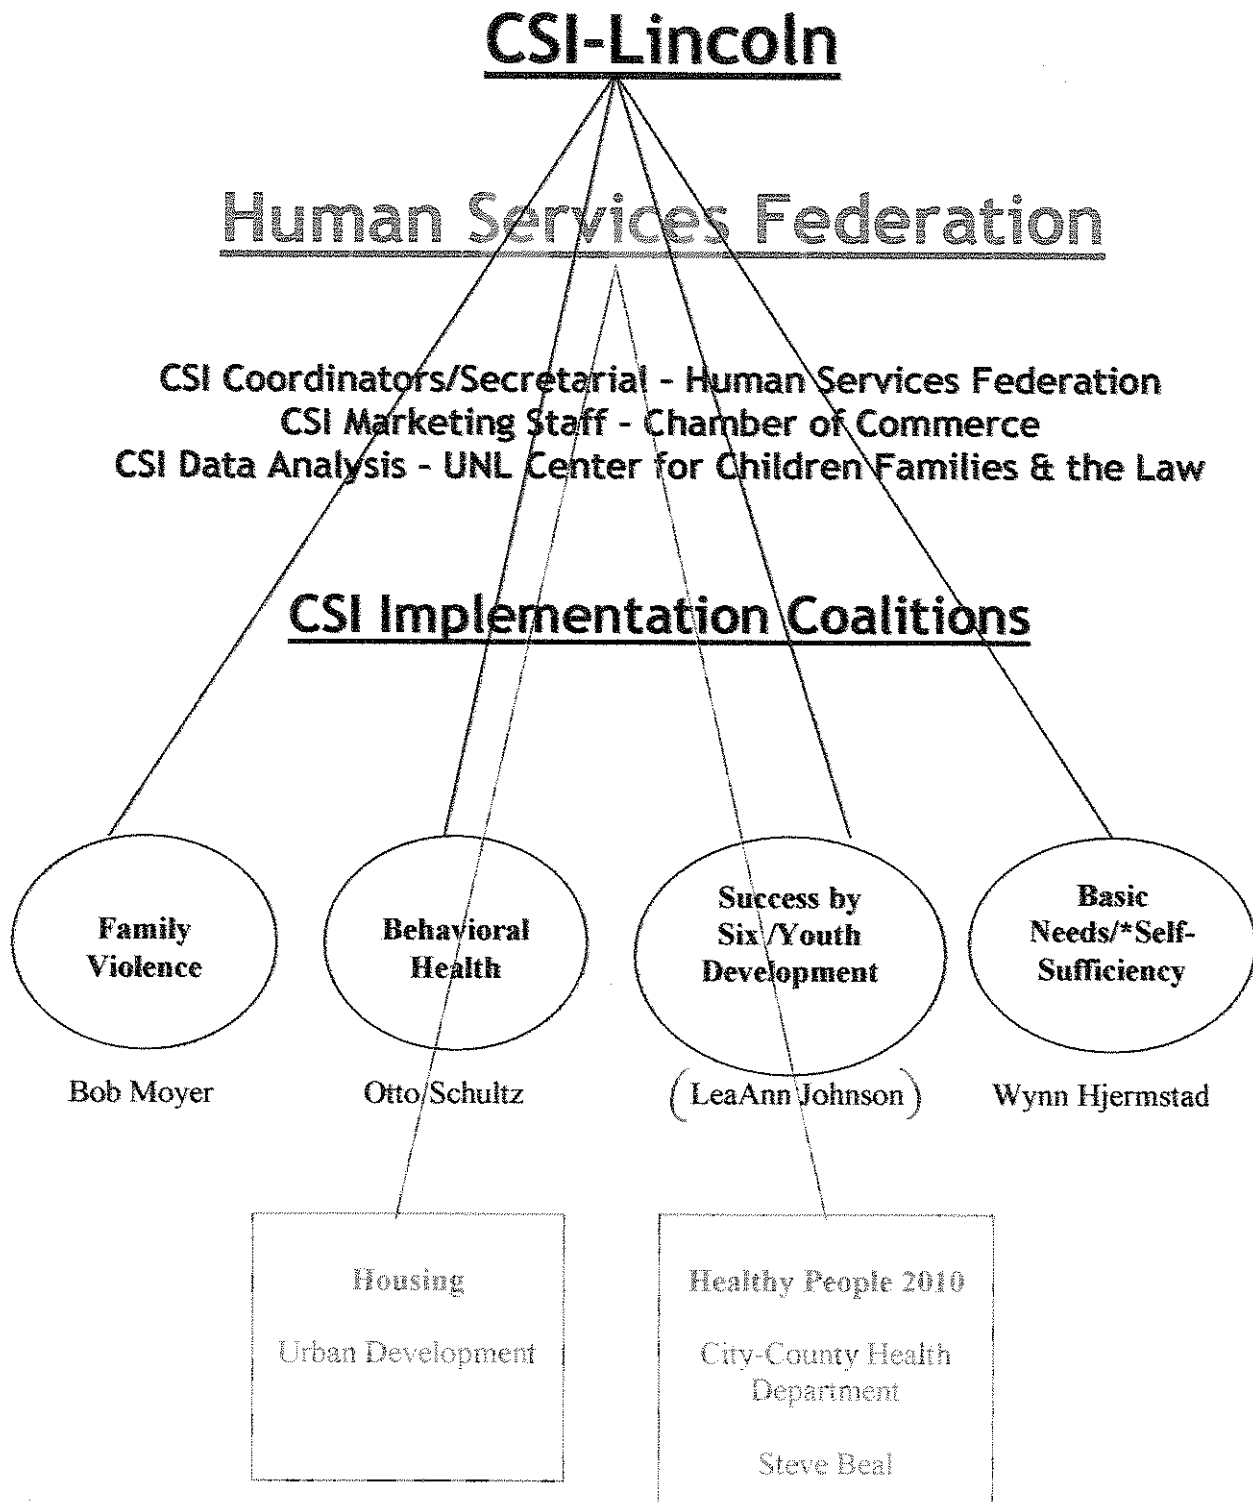 CSI-Lincoln
Human Services Federation
CSI Coordinators/Secretarial - Human Services Federation
CSI Marketing Staff - Chamber of Commerce
CSI Data Analysis - UNL Center for Children Families & the Law
CSI Implementation Coalitions
Family
Violence
Behavioral
Health
Success by
Six /Youth
Development
Basic
Needs/*Self-
Sufficiency
Bob Moyer
Otto Schultz
(LeaAnn Johnson)
Wynn Hjermstad
Housing
Urban Development
Healthy People 2010
City-County Health
Department
Steve Beal